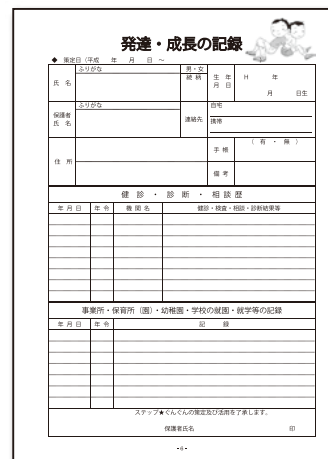 発達・成長の記録
◆ 策定日（平成　　年　　月　　日 〜
ふりがな
男・女
氏 名
続 柄
生 年 月 日
H　　　年
月　　　日生
ふりがな
保護者 氏 名
連絡先
自宅
携帯
住 所
手 帳
（ 有 ・ 無 ）
備 考
健 診 ・ 診 断 ・ 相 談 歴
年 月 日　年 令　機 関 名　健診・検査・相談・診断結果等
事業所・保育所（園）・幼稚園・学校の就園・就学等の記録
年 月 日　年 令　記　　録
ステップ★ぐんぐんの策定及び活用を了承します。
保護者氏名　　　　　　　　印
- 6 -